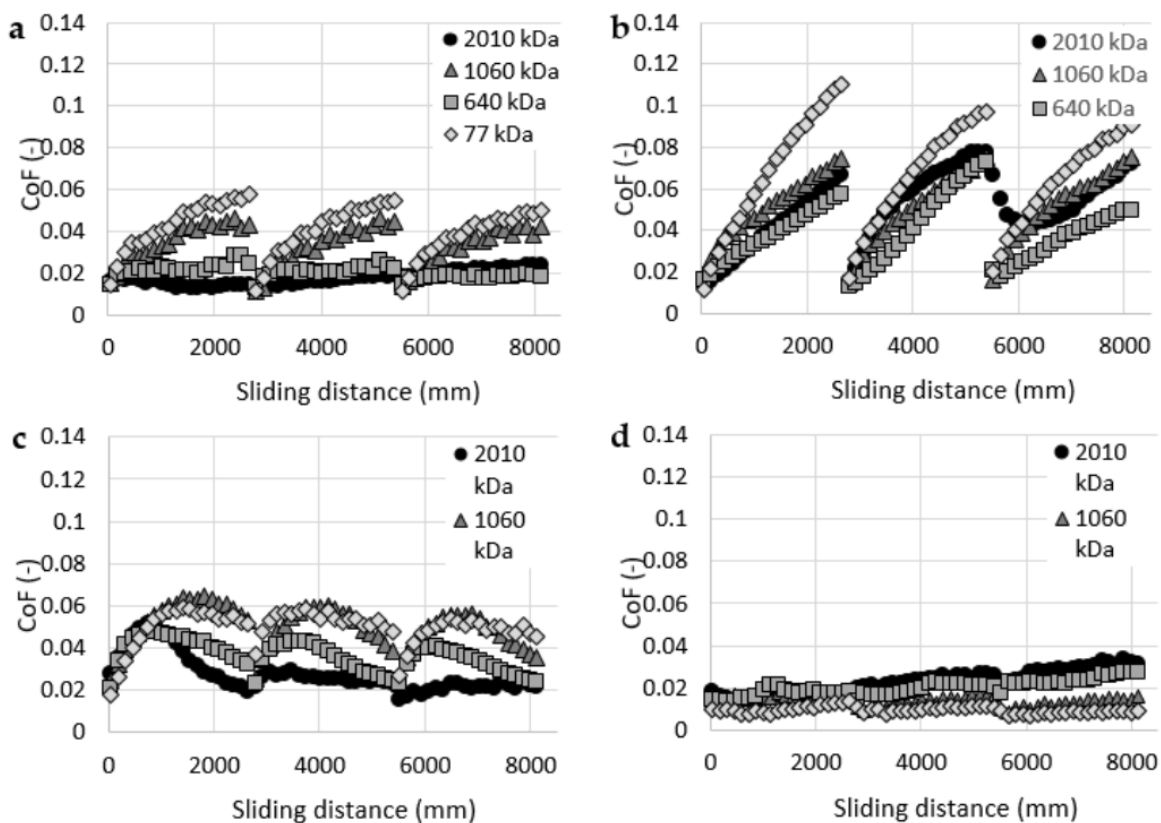 a
0.14
0.12
0.1
0.08
0.06
0.04
0.02
0
CoF (-)
2010 kDa
1060 kDa
640 kDa
77 kDa
0 2000 4000 6000 8000
Sliding distance (mm)
b
0.14
0.12
0.1
0.08
0.06
0.04
0.02
0
CoF (-)
2010 kDa
1060 kDa
640 kDa
0 2000 4000 6000 8000
Sliding distance (mm)
c
0.14
0.12
0.1
0.08
0.06
0.04
0.02
0
CoF (-)
2010
kDa
1060
kDa
0 2000 4000 6000 8000
Sliding distance (mm)
d
0.14
0.12
0.1
0.08
0.06
0.04
0.02
0
CoF (-)
2010
kDa
1060
kDa
0 2000 4000 6000 8000
Sliding distance (mm)